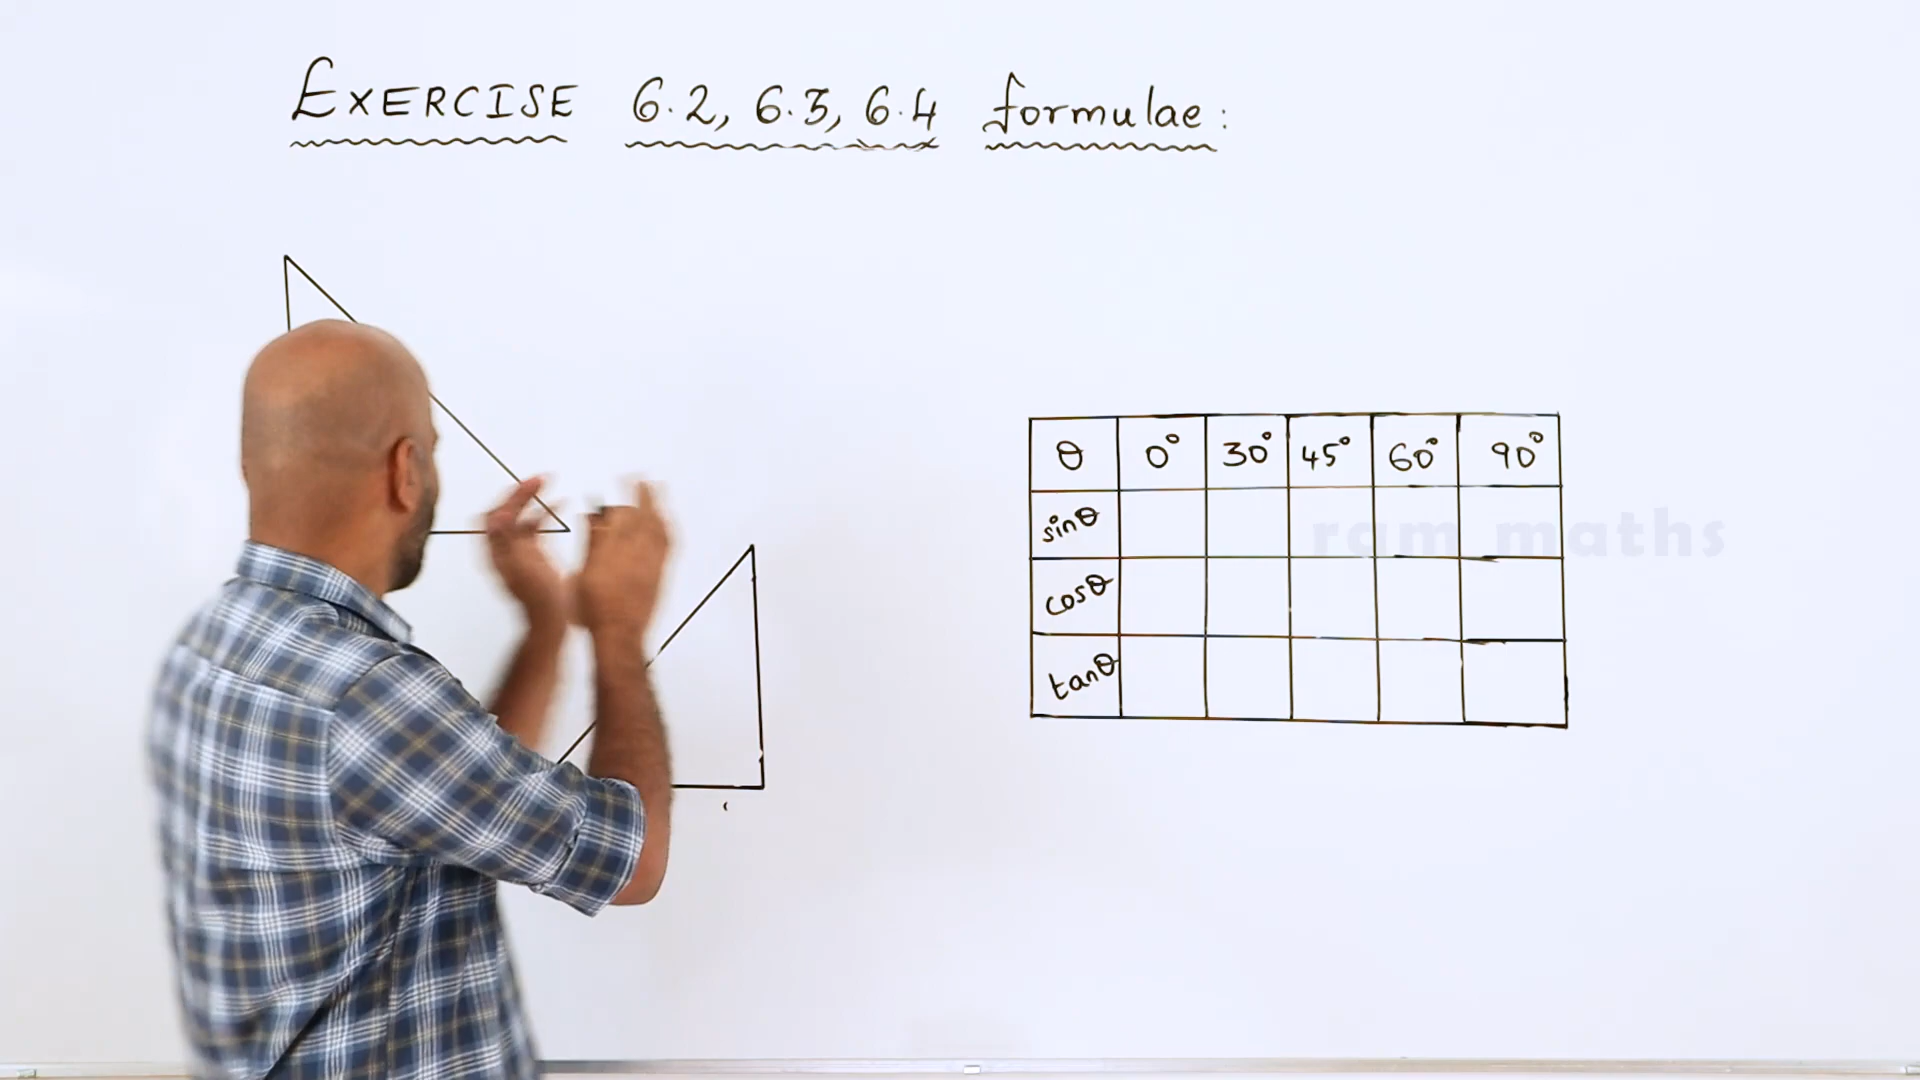 EXERCISE 6.2, 6.3, 6.4 formulae:
θ 0° 30° 45° 60° 90°
sinθ
ram maths
cosθ
tanθ